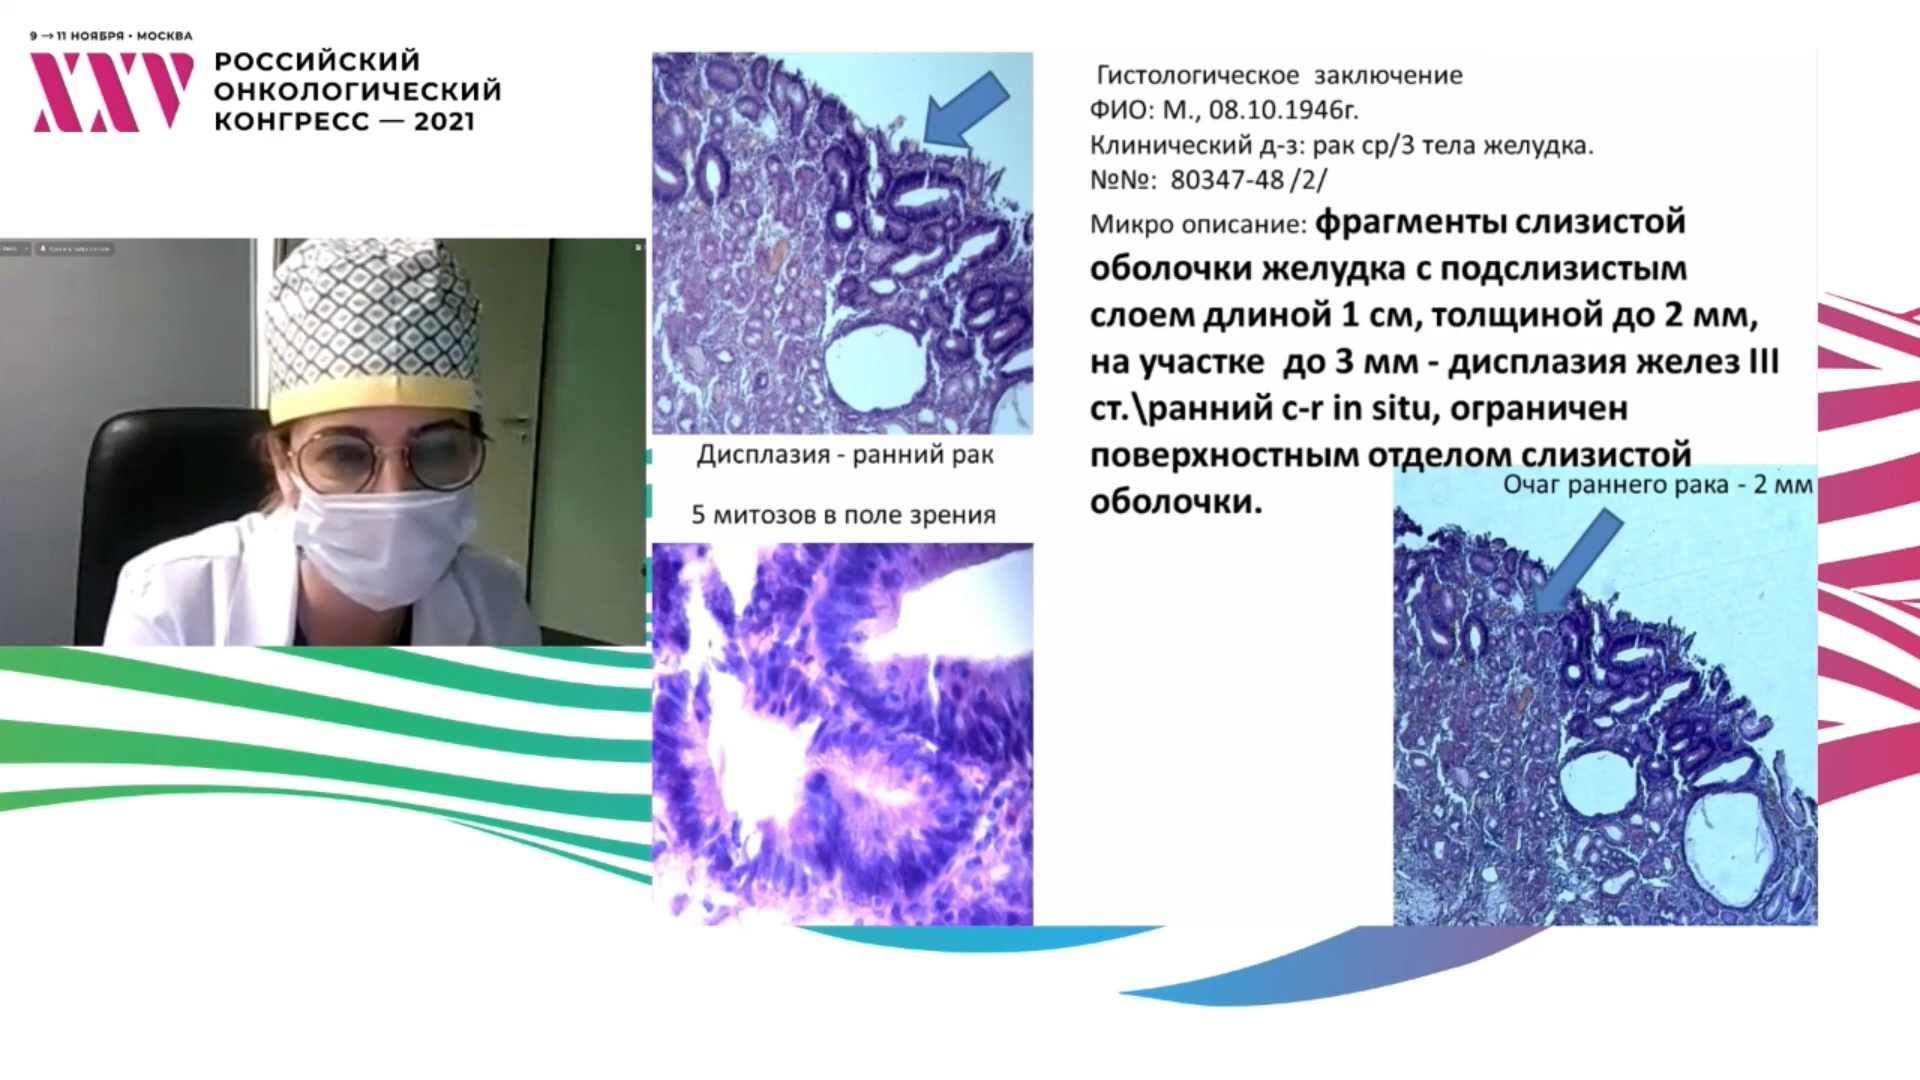 9 → 11 НОЯБРЯ • МОСКВА
XXV
РОССИЙСКИЙ
ОНКОЛОГИЧЕСКИЙ
КОНГРЕСС — 2021
Дисплазия - ранний рак
5 митозов в поле зрения
Гистологическое заключение
ФИО: М., 08.10.1946г.
Клинический д-з: рак ср/3 тела желудка.
№№: 80347-48 /2/
Микро описание: фрагменты слизистой
оболочки желудка с подслизистым
слоем длиной 1 см, толщиной до 2 мм,
на участке до 3 мм - дисплазия желез III
ст.\ранний c-r in situ, ограничен
поверхностным отделом слизистой
оболочки.
Очаг раннего рака - 2 мм